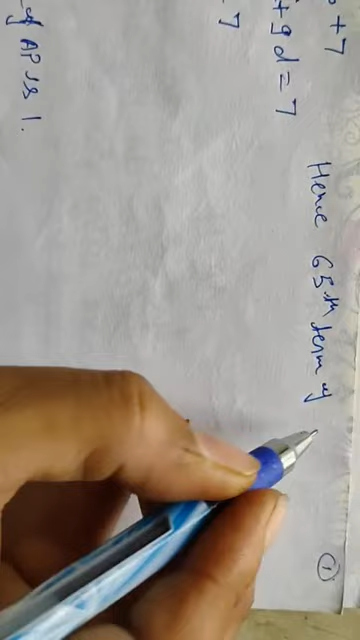 +7
+9d=7
-7
Hence 65th term of
of AP is 1.
①